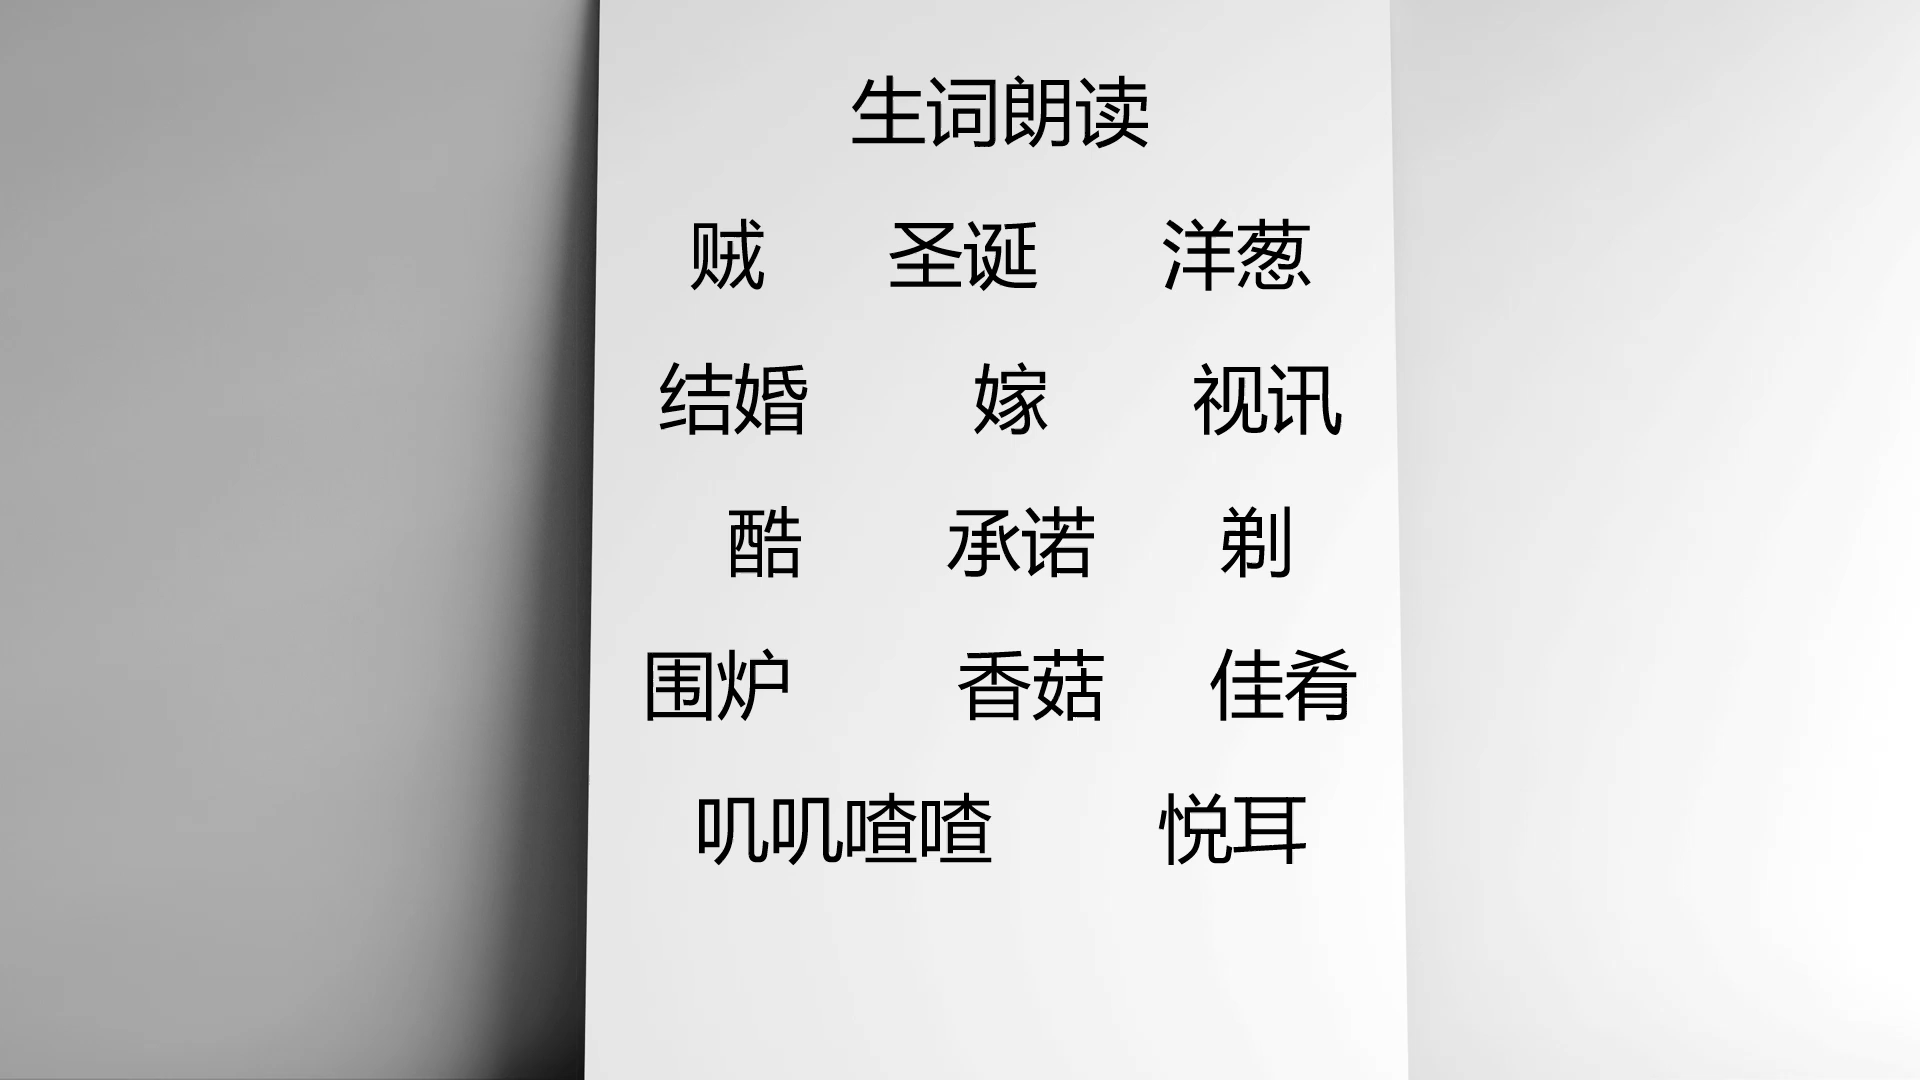 生词朗读
贼 圣诞 洋葱
结婚 嫁 视讯
酷 承诺 剃
围炉 香菇 佳肴
叽叽喳喳 悦耳